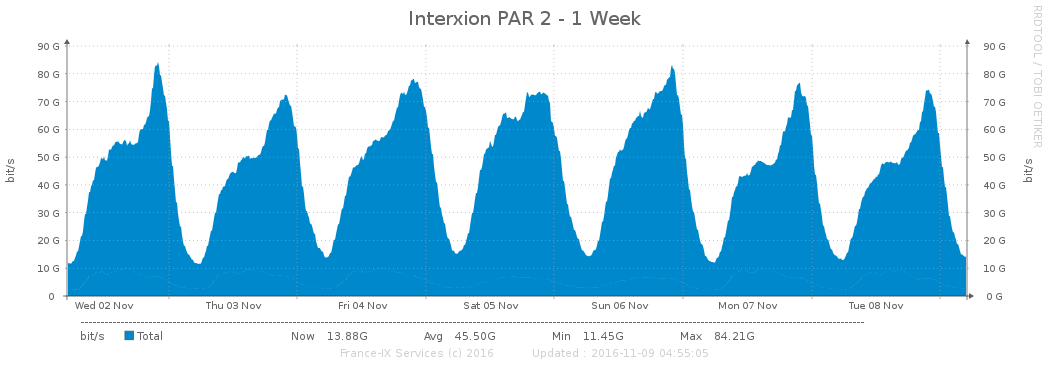 Interxion PAR 2 - 1 Week
RRDTOOL / TOBI OETIKER
90 G 90 G
80 G 80 G
70 G 70 G
60 G 60 G
50 G 50 G
40 G 40 G
30 G 30 G
20 G 20 G
10 G 10 G
0 0 G
bit/s
bit/s
Wed 02 Nov Thu 03 Nov Fri 04 Nov Sat 05 Nov Sun 06 Nov Mon 07 Nov Tue 08 Nov
bit/s Total Now 13.88G Avg 45.50G Min 11.45G Max 84.21G
France-IX Services (c) 2016 Updated : 2016-11-09 04:55:05